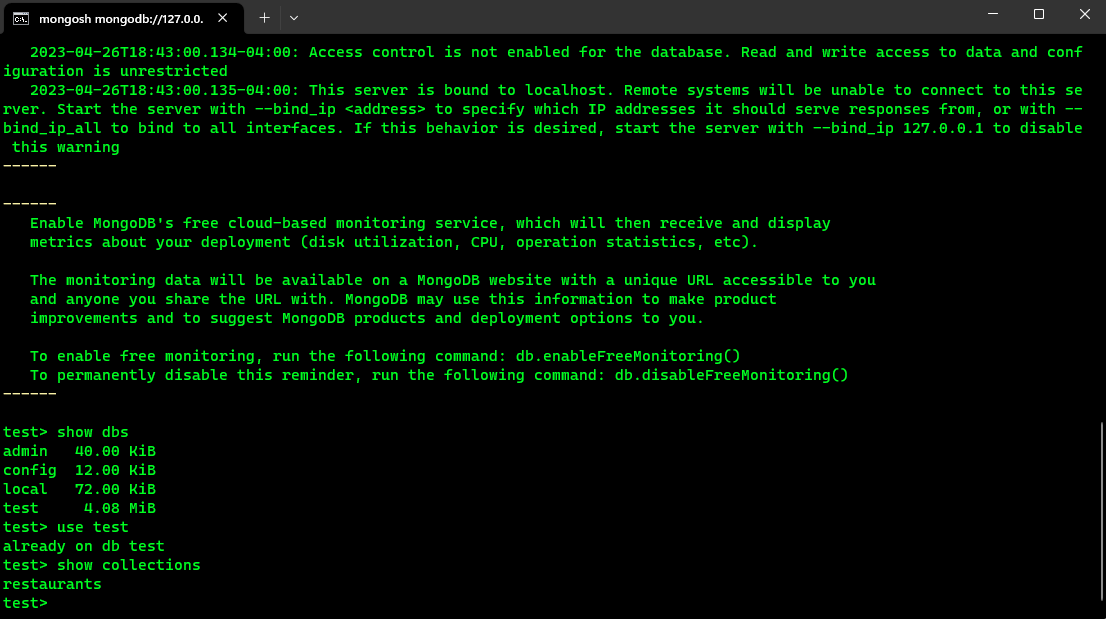 mongosh mongodb://127.0.0.
   2023-04-26T18:43:00.134-04:00: Access control is not enabled for the database. Read and write access to data and conf
iguration is unrestricted
   2023-04-26T18:43:00.135-04:00: This server is bound to localhost. Remote systems will be unable to connect to this se
rver. Start the server with --bind_ip <address> to specify which IP addresses it should serve responses from, or with --
bind_ip_all to bind to all interfaces. If this behavior is desired, start the server with --bind_ip 127.0.0.1 to disable
 this warning
------

------
   Enable MongoDB's free cloud-based monitoring service, which will then receive and display
   metrics about your deployment (disk utilization, CPU, operation statistics, etc).

   The monitoring data will be available on a MongoDB website with a unique URL accessible to you
   and anyone you share the URL with. MongoDB may use this information to make product
   improvements and to suggest MongoDB products and deployment options to you.

   To enable free monitoring, run the following command: db.enableFreeMonitoring()
   To permanently disable this reminder, run the following command: db.disableFreeMonitoring()
------

test> show dbs
admin   40.00 KiB
config  12.00 KiB
local   72.00 KiB
test     4.08 MiB
test> use test
already on db test
test> show collections
restaurants
test>